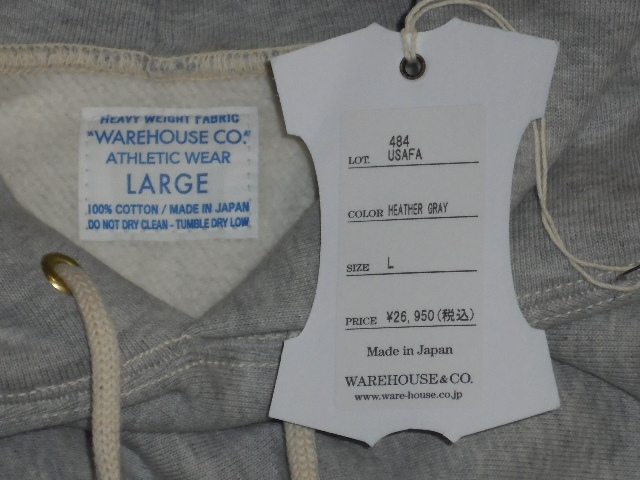 HEAVY WEIGHT FABRIC
"WAREHOUSE CO."
ATHLETIC WEAR
LARGE
100% COTTON / MADE IN JAPAN
DO NOT DRY CLEAN - TUMBLE DRY LOW
LOT. 484
USAFA
COLOR HEATHER GRAY
SIZE L
PRICE ¥26,950(税込)
Made in Japan
WAREHOUSE&CO.
www.ware-house.co.jp